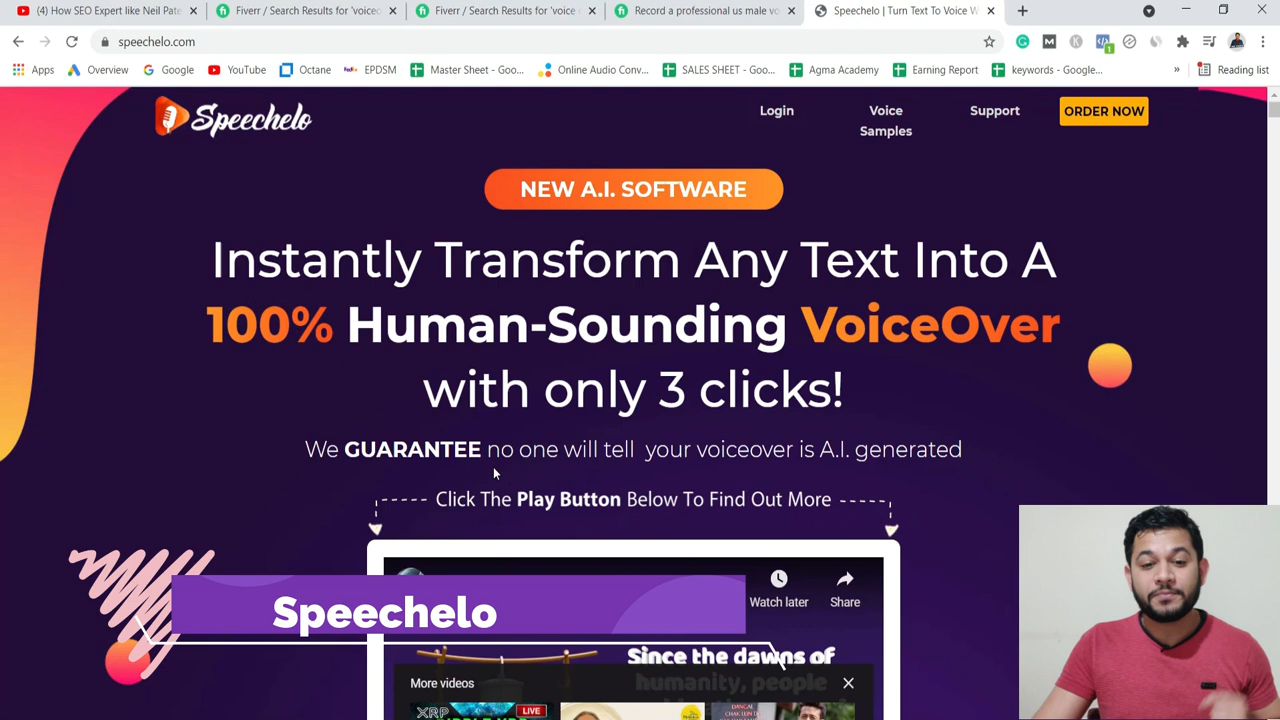 (4) How SEO Expert like Neil Pate
Fiverr / Search Results for 'voiceo
Fiverr / Search Results for 'voice
Record a professional us male vo
Speechelo | Turn Text To Voice W
speechelo.com
Apps
Overview
Google
YouTube
Octane
EPDSM
Master Sheet - Goo...
Online Audio Conv...
SALES SHEET - Goo...
Agma Academy
Earning Report
keywords - Google...
»
Reading list
Speechelo
Login
Voice
Samples
Support
ORDER NOW
NEW A.I. SOFTWARE
Instantly Transform Any Text Into A
100% Human-Sounding VoiceOver
with only 3 clicks!
We GUARANTEE no one will tell your voiceover is A.I. generated
Click The Play Button Below To Find Out More
Watch later
Share
Speechelo
Since the dawns of
humanity, people
More videos
XRP
LIVE